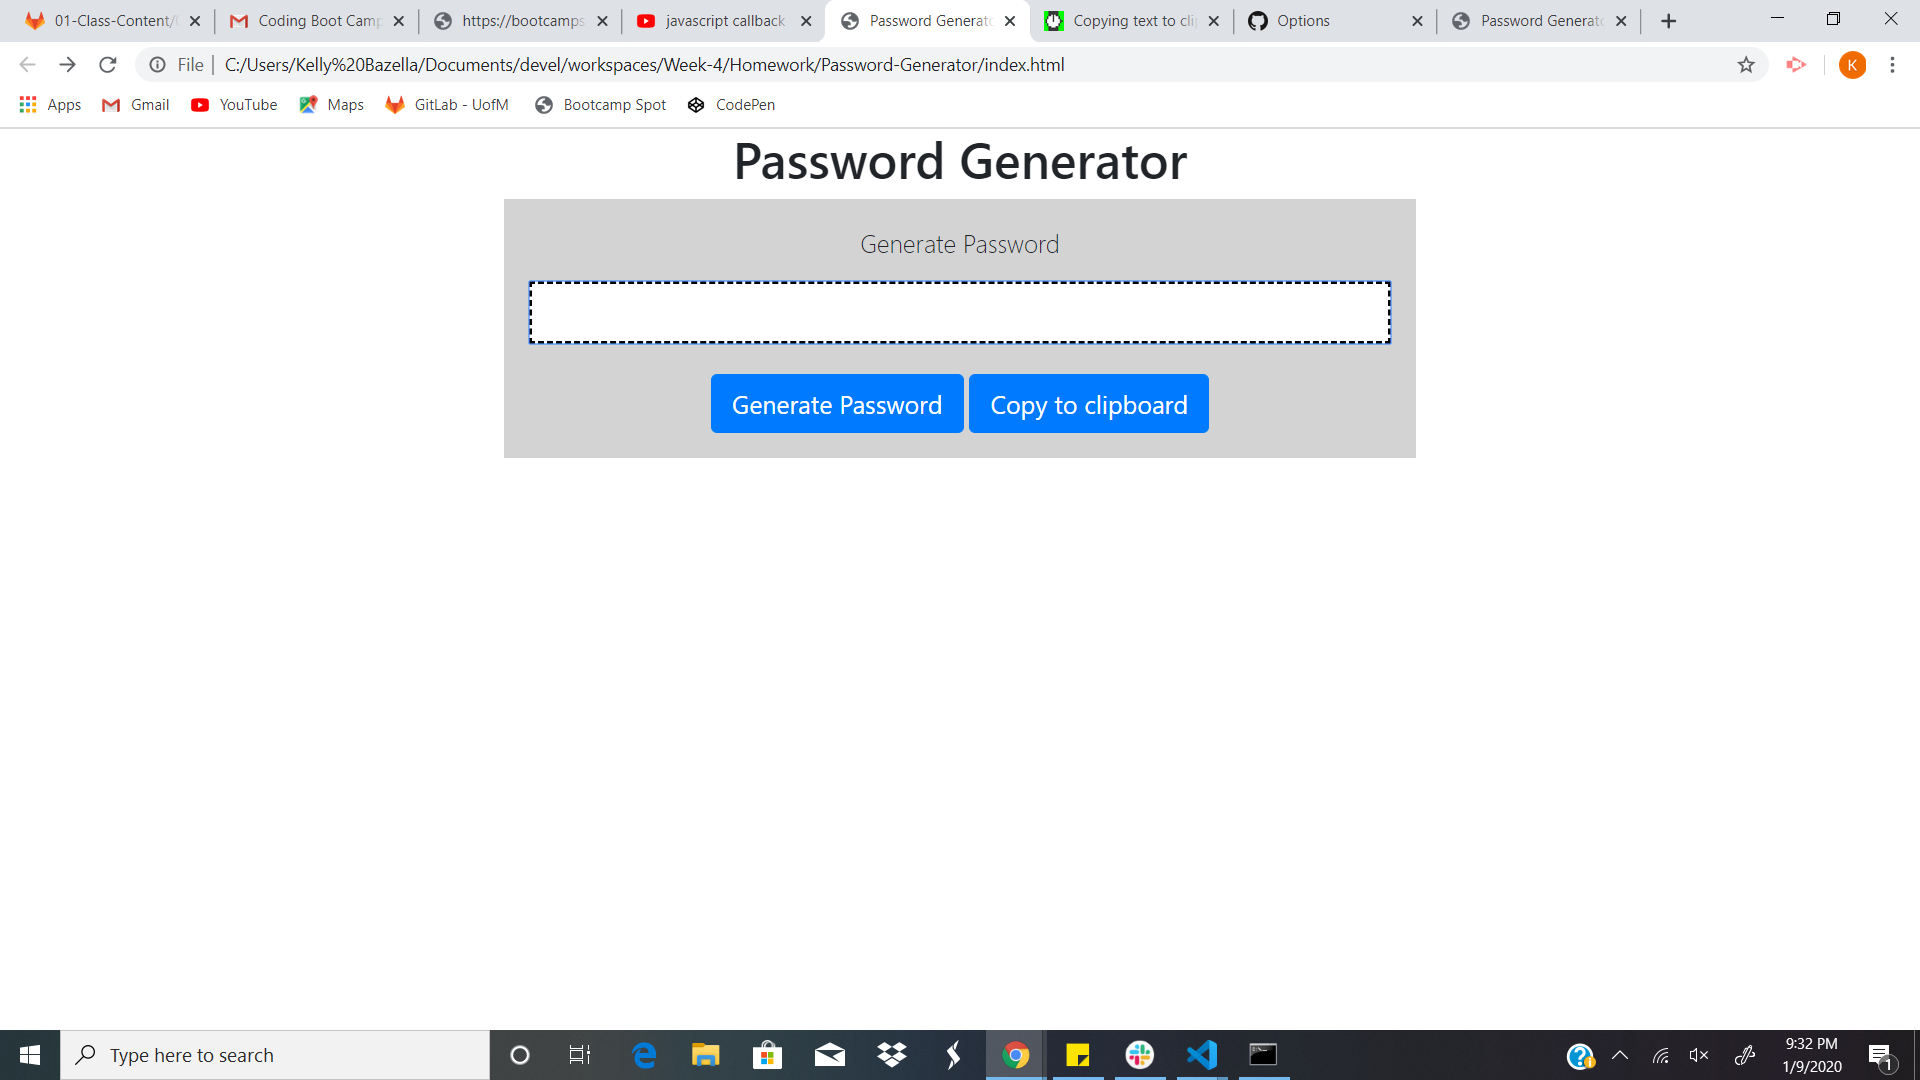 01-Class-Content/
Coding Boot Camp
https://bootcamps
javascript callback
Password Generato
Copying text to cli
Options
Password Generato
File
C:/Users/Kelly%20Bazella/Documents/devel/workspaces/Week-4/Homework/Password-Generator/index.html
K
Apps
Gmail
YouTube
Maps
GitLab - UofM
Bootcamp Spot
CodePen
Password Generator
Generate Password
Generate Password
Copy to clipboard
Type here to search
9:32 PM
1/9/2020
1